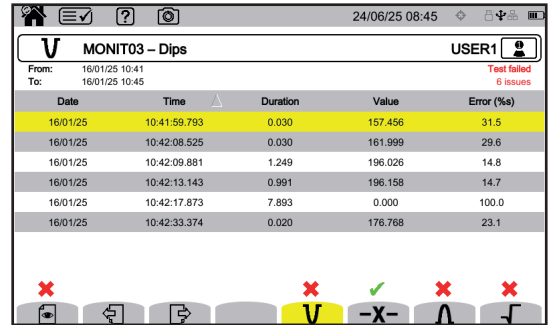 24/06/25 08:45
MONIT03 – Dips USER1
From: 16/01/25 10:41 Test failed
To: 16/01/25 10:45 6 issues
Date Time Duration Value Error (%s)
16/01/25 10:41:59.793 0.030 157.456 31.5
16/01/25 10:42:08.525 0.030 161.999 29.6
16/01/25 10:42:09.881 1.249 196.026 14.8
16/01/25 10:42:13.143 0.991 196.158 14.7
16/01/25 10:42:17.873 7.893 0.000 100.0
16/01/25 10:42:33.374 0.020 176.768 23.1